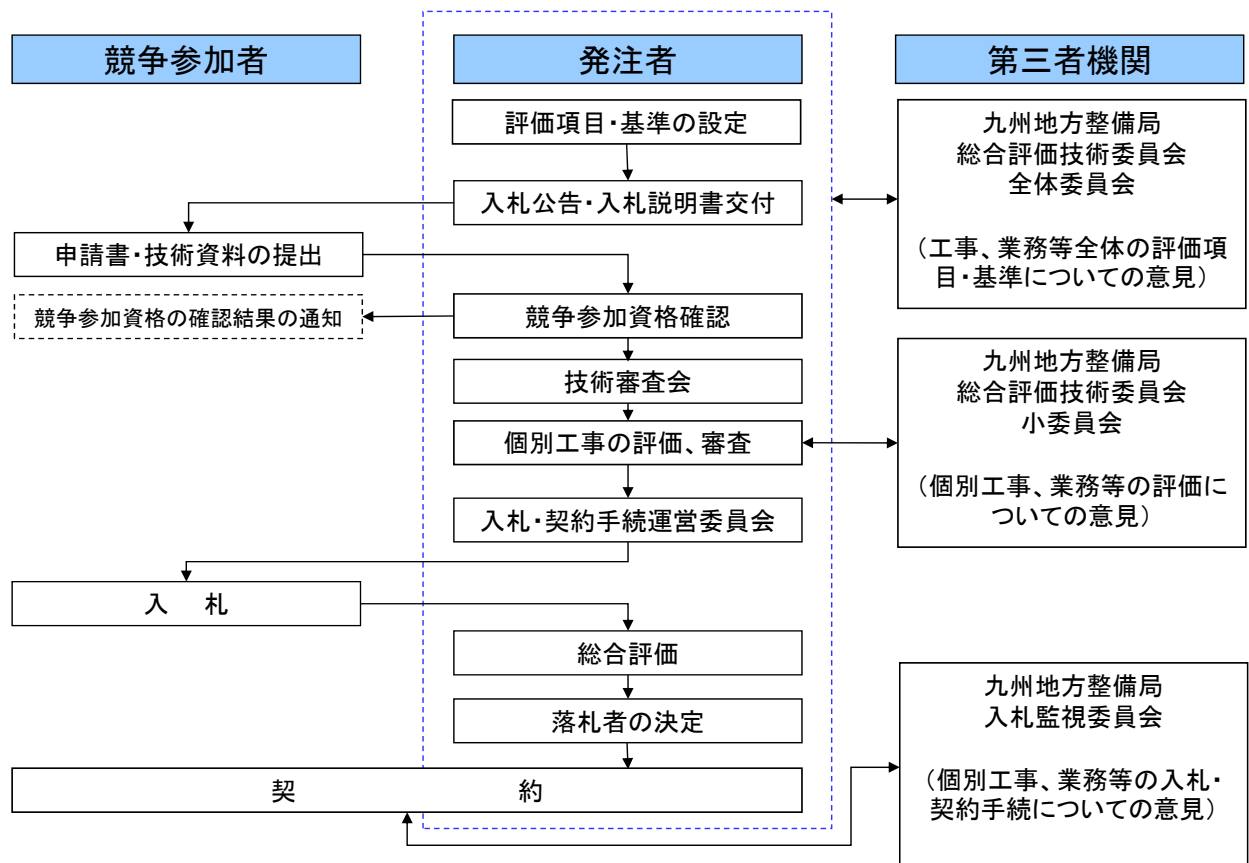 競争参加者
発注者
第三者機関
評価項目・基準の設定
入札公告・入札説明書交付
申請書・技術資料の提出
競争参加資格確認
競争参加資格の確認結果の通知
技術審査会
個別工事の評価、審査
入札・契約手続運営委員会
入 札
総合評価
落札者の決定
契 約
九州地方整備局
総合評価技術委員会
全体委員会
（工事、業務等全体の評価項
目・基準についての意見）
九州地方整備局
総合評価技術委員会
小委員会
（個別工事、業務等の評価に
ついての意見）
九州地方整備局
入札監視委員会
（個別工事、業務等の入札・
契約手続についての意見）